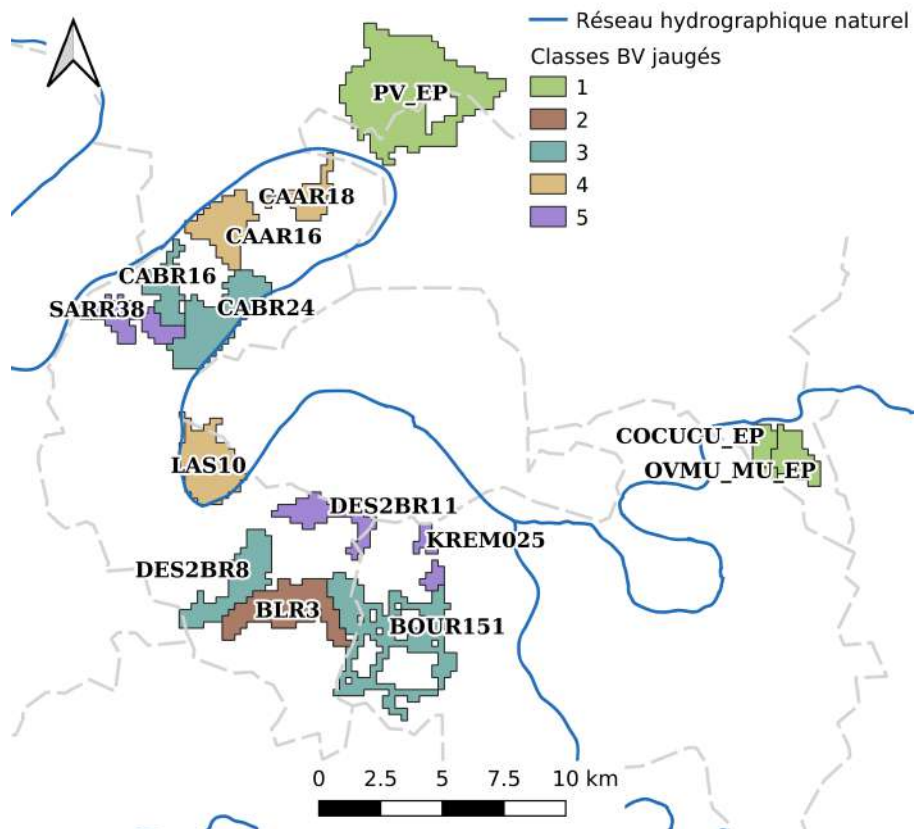 Réseau hydrographique naturel
Classes BV jaugés
1
2
3
4
5
PV_EP
CAAR18
CAAR16
CABR16
SARR38
CABR24
COCUCU_EP
LAS10
OVMU_MU_EP
DES2BR11
KREM025
DES2BR8
BLR3
BOUR151
0 2.5 5 7.5 10 km